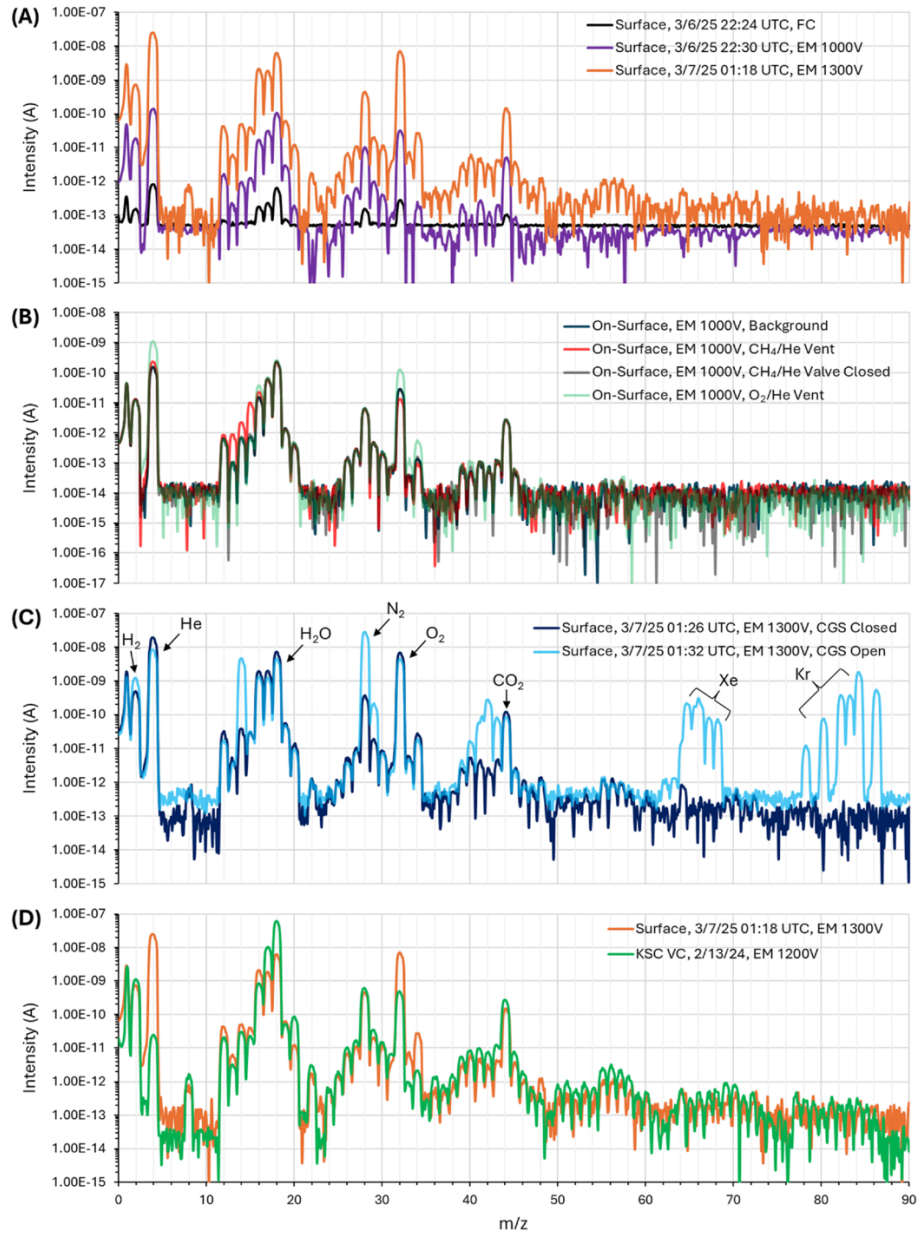 (A)
Surface, 3/6/25 22:24 UTC, FC
Surface, 3/6/25 22:30 UTC, EM 1000V
Surface, 3/7/25 01:18 UTC, EM 1300V
Intensity (A)
1.00E-07
1.00E-08
1.00E-09
1.00E-10
1.00E-11
1.00E-12
1.00E-13
1.00E-14
1.00E-15
(B)
On-Surface, EM 1000V, Background
On-Surface, EM 1000V, CH₄/He Vent
On-Surface, EM 1000V, CH₄/He Valve Closed
On-Surface, EM 1000V, O₂/He Vent
Intensity (A)
1.00E-08
1.00E-09
1.00E-10
1.00E-11
1.00E-12
1.00E-13
1.00E-14
1.00E-15
1.00E-16
1.00E-17
(C)
Surface, 3/7/25 01:26 UTC, EM 1300V, CGS Closed
Surface, 3/7/25 01:32 UTC, EM 1300V, CGS Open
H₂
He
H₂O
N₂
O₂
CO₂
Xe
Kr
Intensity (A)
1.00E-07
1.00E-08
1.00E-09
1.00E-10
1.00E-11
1.00E-12
1.00E-13
1.00E-14
1.00E-15
(D)
Surface, 3/7/25 01:18 UTC, EM 1300V
KSC VC, 2/13/24, EM 1200V
Intensity (A)
1.00E-07
1.00E-08
1.00E-09
1.00E-10
1.00E-11
1.00E-12
1.00E-13
1.00E-14
1.00E-15
0 10 20 30 40 50 60 70 80 90
m/z